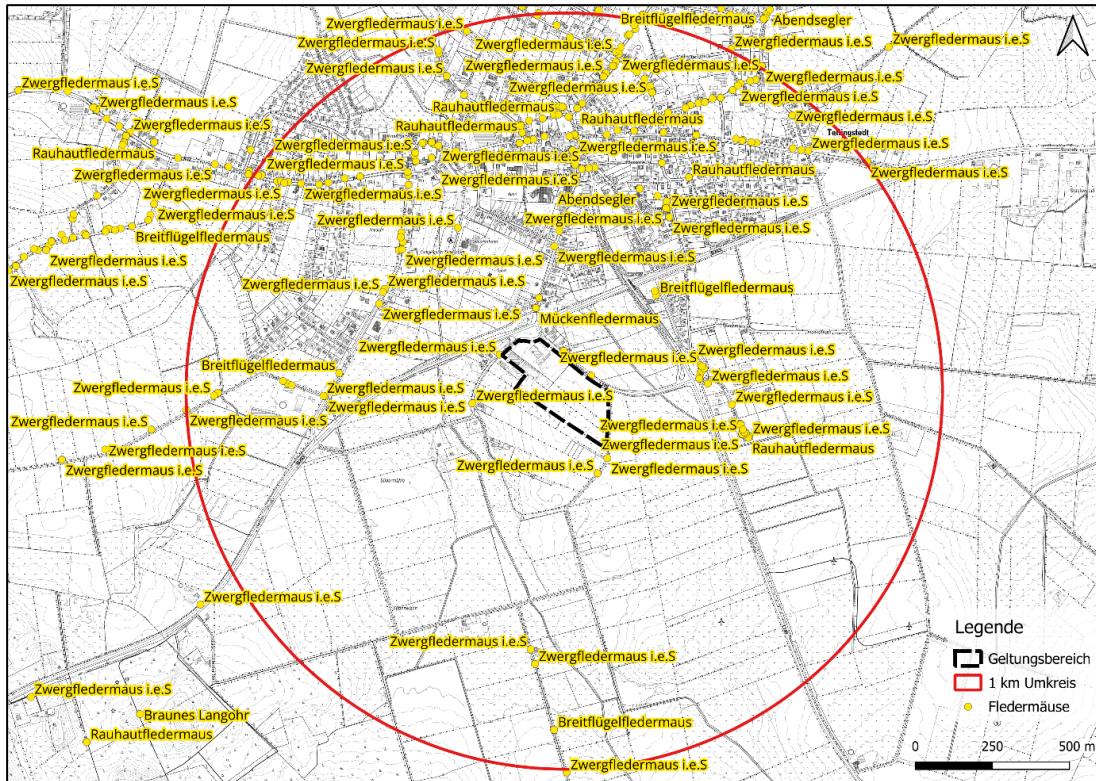 Zwergfledermaus i.e.S
Breitflügelfledermaus
Abendsegler
Zwergfledermaus i.e.S
Zwergfledermaus i.e.S
Zwergfledermaus i.e.S
Zwergfledermaus i.e.S
Zwergfledermaus i.e.S
Zwergfledermaus i.e.S
Zwergfledermaus i.e.S
Zwergfledermaus i.e.S
Zwergfledermaus i.e.S
Zwergfledermaus i.e.S
Zwergfledermaus i.e.S
Zwergfledermaus i.e.S
Zwergfledermaus i.e.S
Rauhautfledermaus
Zwergfledermaus i.e.S
Zwergfledermaus i.e.S
Rauhautfledermaus
Rauhautfledermaus
Tellingstedt
Rauhautfledermaus
Zwergfledermaus i.e.S
Zwergfledermaus i.e.S
Zwergfledermaus i.e.S
Zwergfledermaus i.e.S
Zwergfledermaus i.e.S
Zwergfledermaus i.e.S
Zwergfledermaus i.e.S
Rauhautfledermaus
Zwergfledermaus i.e.S
Zwergfledermaus i.e.S
Zwergfledermaus i.e.S
Zwergfledermaus i.e.S
Abendsegler
Zwergfledermaus i.e.S
Zwergfledermaus i.e.S
Zwergfledermaus i.e.S
Zwergfledermaus i.e.S
Zwergfledermaus i.e.S
Breitflügelfledermaus
Zwergfledermaus i.e.S
Zwergfledermaus i.e.S
Zwergfledermaus i.e.S
Zwergfledermaus i.e.S
Zwergfledermaus i.e.S
Zwergfledermaus i.e.S
Breitflügelfledermaus
Zwergfledermaus i.e.S
Mückenfledermaus
Zwergfledermaus i.e.S
Zwergfledermaus i.e.S
Zwergfledermaus i.e.S
Breitflügelfledermaus
Zwergfledermaus i.e.S
Zwergfledermaus i.e.S
Zwergfledermaus i.e.S
Zwergfledermaus i.e.S
Zwergfledermaus i.e.S
Zwergfledermaus i.e.S
Zwergfledermaus i.e.S
Zwergfledermaus i.e.S
Zwergfledermaus i.e.S
Zwergfledermaus i.e.S
Zwergfledermaus i.e.S
Rauhautfledermaus
Zwergfledermaus i.e.S
Zwergfledermaus i.e.S
Zwergfledermaus i.e.S
Zwergfledermaus i.e.S
Zwergfledermaus i.e.S
Zwergfledermaus i.e.S
Zwergfledermaus i.e.S
Zwergfledermaus i.e.S
Braunes Langohr
Breitflügelfledermaus
Rauhautfledermaus
Zwergfledermaus i.e.S
Legende
Geltungsbereich
1 km Umkreis
Fledermäuse
0 250 500 m